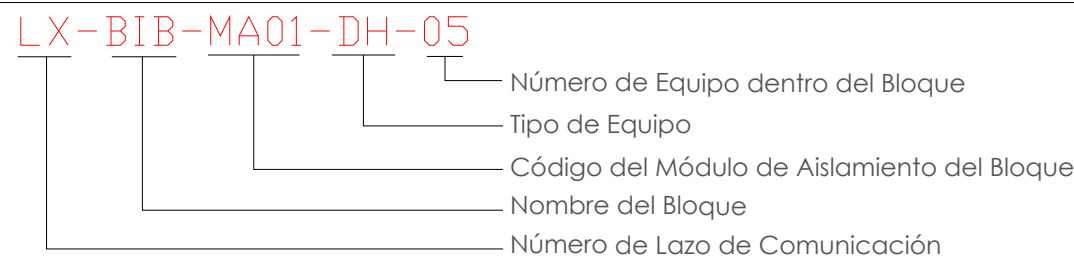 LX-BIB-MA01-DH-05
Número de Equipo dentro del Bloque
Tipo de Equipo
Código del Módulo de Aislamiento del Bloque
Nombre del Bloque
Número de Lazo de Comunicación